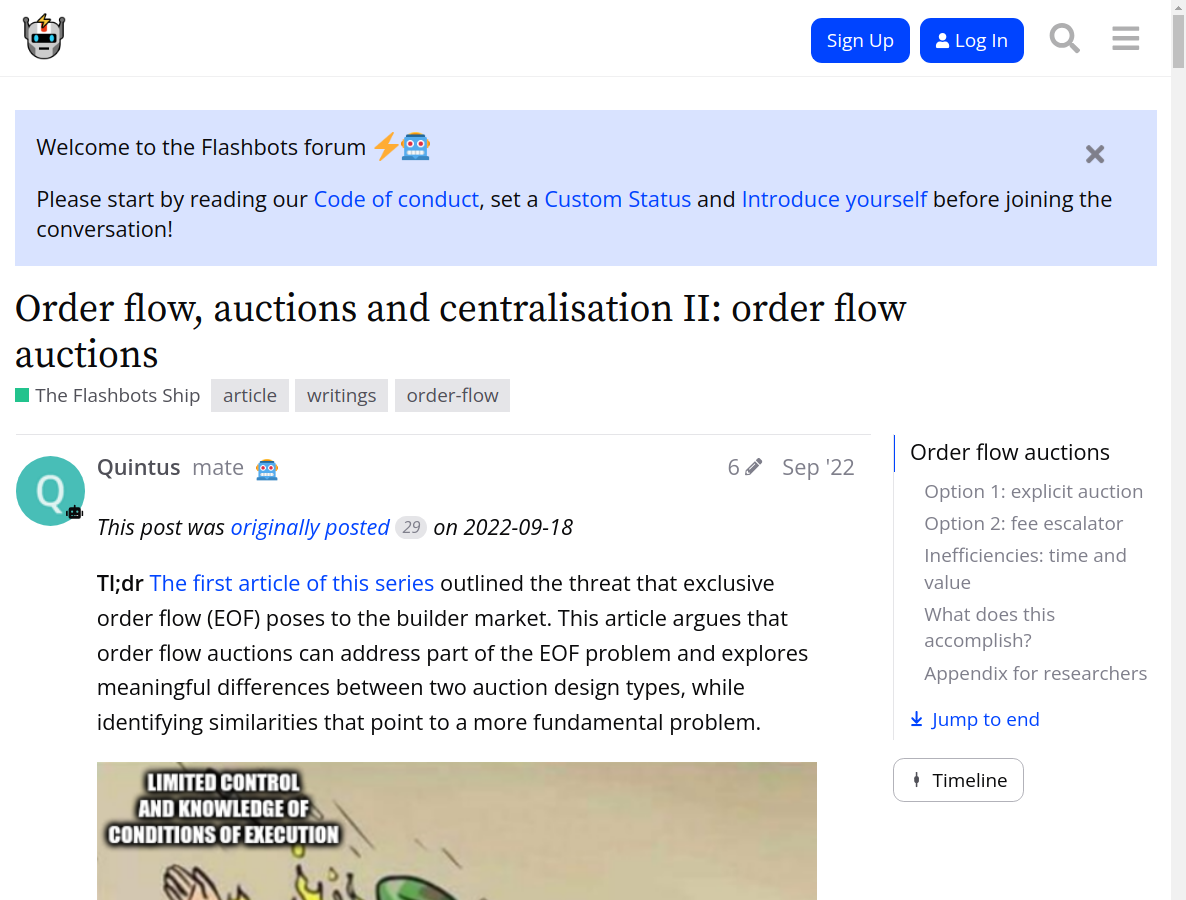 Sign Up
Log In
Welcome to the Flashbots forum
Please start by reading our Code of conduct, set a Custom Status and Introduce yourself before joining the
conversation!
Order flow, auctions and centralisation II: order flow
auctions
The Flashbots Ship
article
writings
order-flow
Q
Quintus mate
6
Sep '22
This post was originally posted 29 on 2022-09-18
Tl;dr The first article of this series outlined the threat that exclusive
order flow (EOF) poses to the builder market. This article argues that
order flow auctions can address part of the EOF problem and explores
meaningful differences between two auction design types, while
identifying similarities that point to a more fundamental problem.
LIMITED CONTROL
AND KNOWLEDGE OF
CONDITIONS OF EXECUTION
Order flow auctions
Option 1: explicit auction
Option 2: fee escalator
Inefficiencies: time and
value
What does this
accomplish?
Appendix for researchers
Jump to end
Timeline